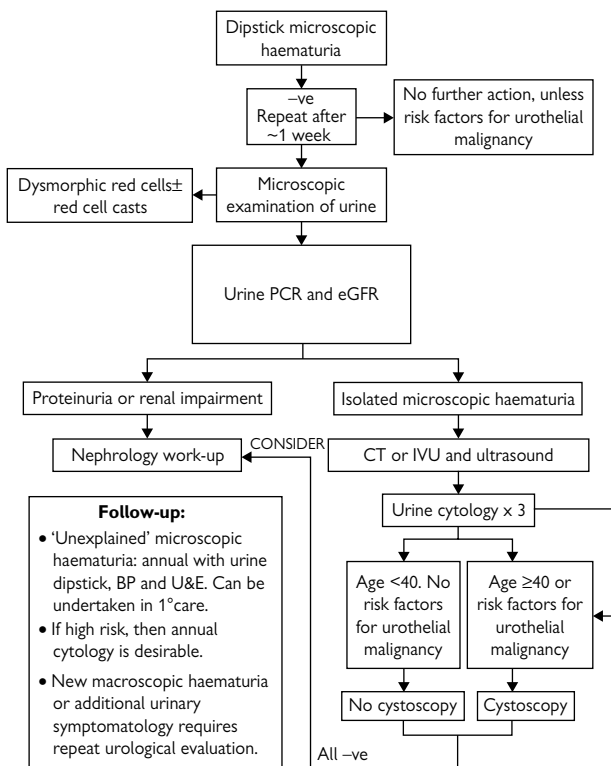 Dipstick microscopic
haematuria
–ve
Repeat after
~1 week
No further action, unless
risk factors for urothelial
malignancy
Dysmorphic red cells±
red cell casts
Microscopic
examination of urine
Urine PCR and eGFR
Proteinuria or renal impairment
Isolated microscopic haematuria
Nephrology work-up
CONSIDER
CT or IVU and ultrasound
Urine cytology x 3
Follow-up:
• ‘Unexplained’ microscopic
haematuria: annual with urine
dipstick, BP and U&E. Can be
undertaken in 1°care.
• If high risk, then annual
cytology is desirable.
• New macroscopic haematuria
or additional urinary
symptomatology requires
repeat urological evaluation.
Age <40. No
risk factors
for urothelial
malignancy
Age ≥40 or
risk factors for
urothelial
malignancy
No cystoscopy
Cystoscopy
All –ve